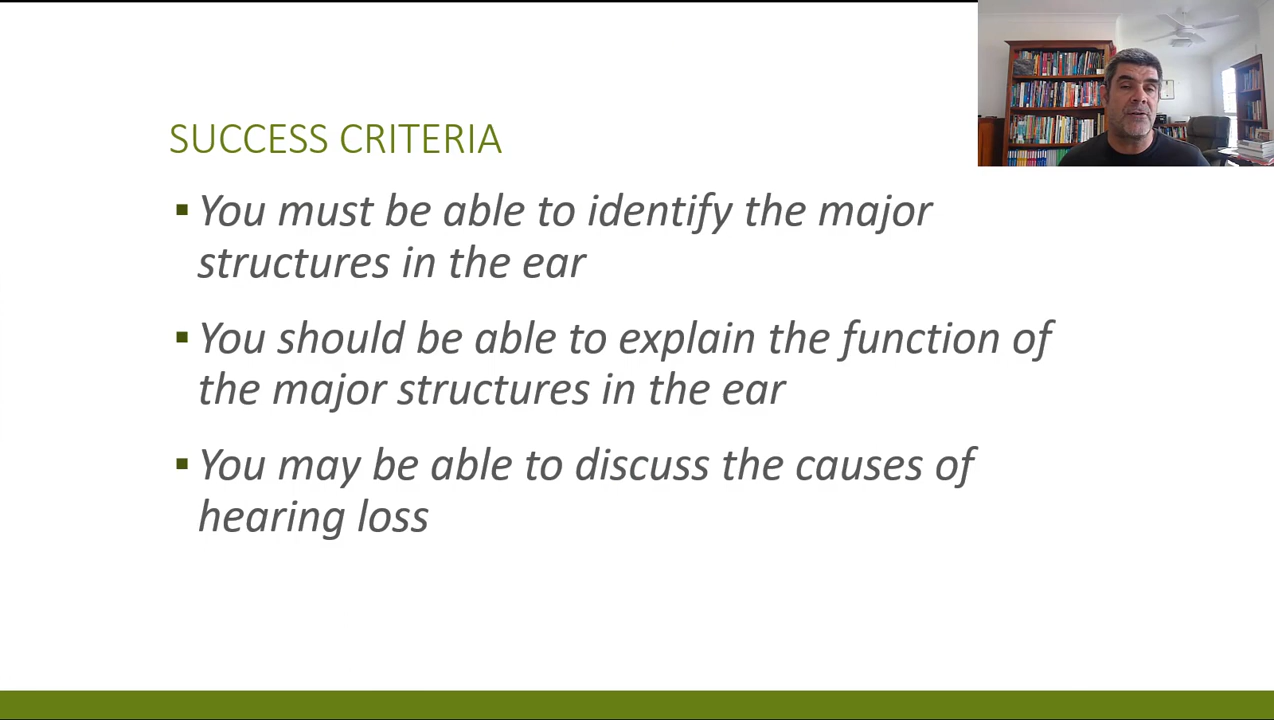 SUCCESS CRITERIA
▪ You must be able to identify the major
structures in the ear
▪ You should be able to explain the function of
the major structures in the ear
▪ You may be able to discuss the causes of
hearing loss